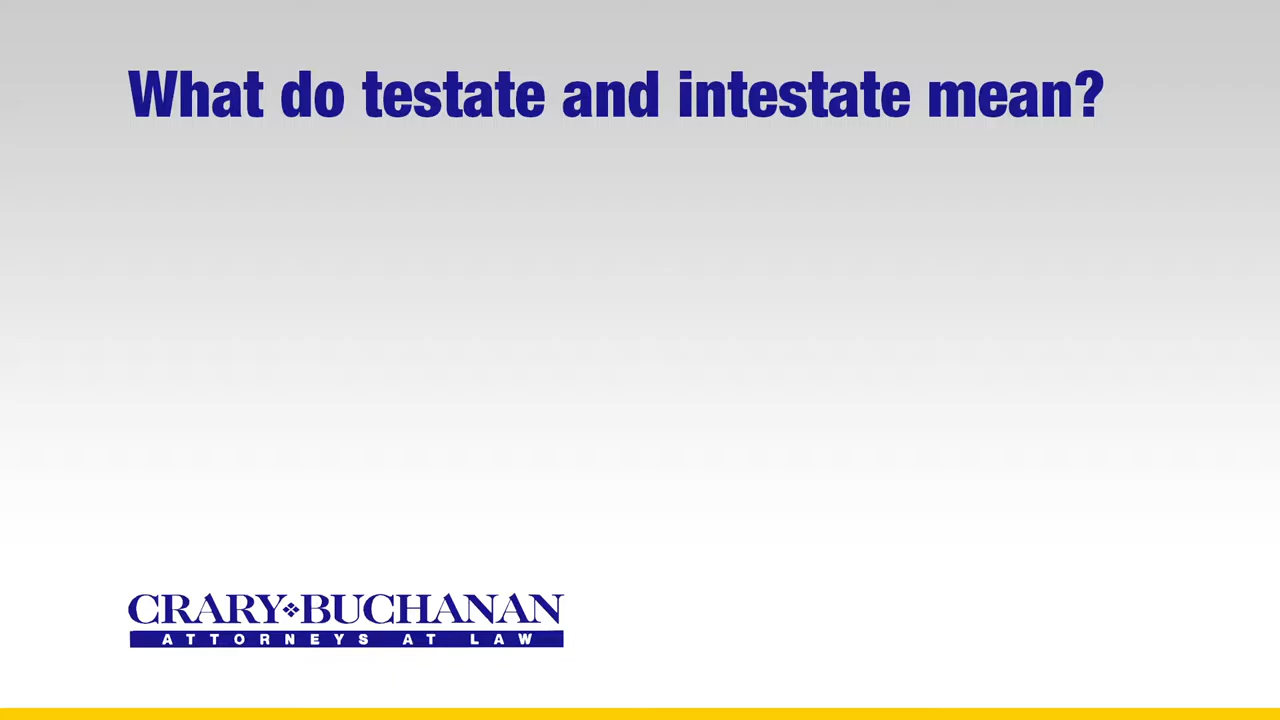 What do testate and intestate mean?
CRARY❖BUCHANAN
ATTORNEYS AT LAW